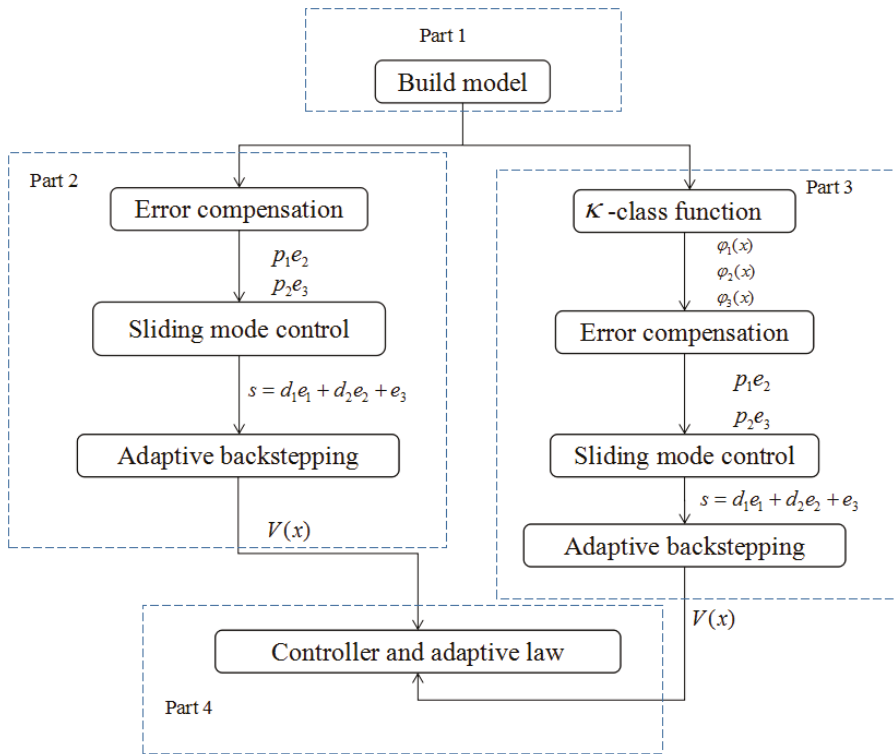 Part 1
Build model
Part 2
Error compensation
p₁e₂
p₂e₃
Sliding mode control
s = d₁e₁ + d₂e₂ + e₃
Adaptive backstepping
V(x)
Part 3
κ -class function
φ₁(x)
φ₂(x)
φ₃(x)
Error compensation
p₁e₂
p₂e₃
Sliding mode control
s = d₁e₁ + d₂e₂ + e₃
Adaptive backstepping
V(x)
Controller and adaptive law
Part 4